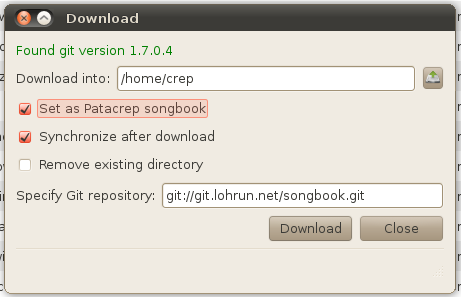 Download
Found git version 1.7.0.4
Download into: /home/crep
Set as Patacrep songbook
Synchronize after download
Remove existing directory
Specify Git repository: git://git.lohrun.net/songbook.git
Download Close